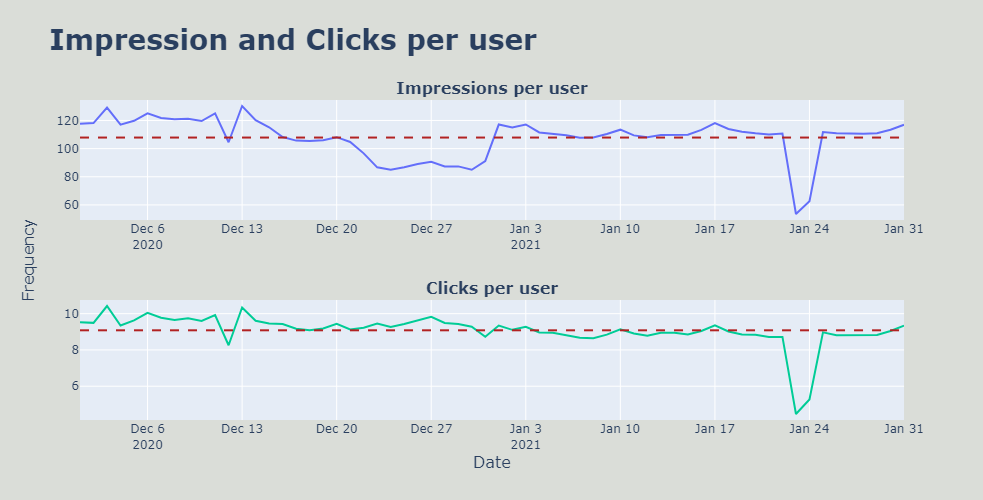 Impression and Clicks per user
Impressions per user
120
100
80
60
Dec 6
2020
Dec 13
Dec 20
Dec 27
Jan 3
2021
Jan 10
Jan 17
Jan 24
Jan 31
Frequency
Clicks per user
10
8
6
Dec 6
2020
Dec 13
Dec 20
Dec 27
Jan 3
2021
Jan 10
Jan 17
Jan 24
Jan 31
Date